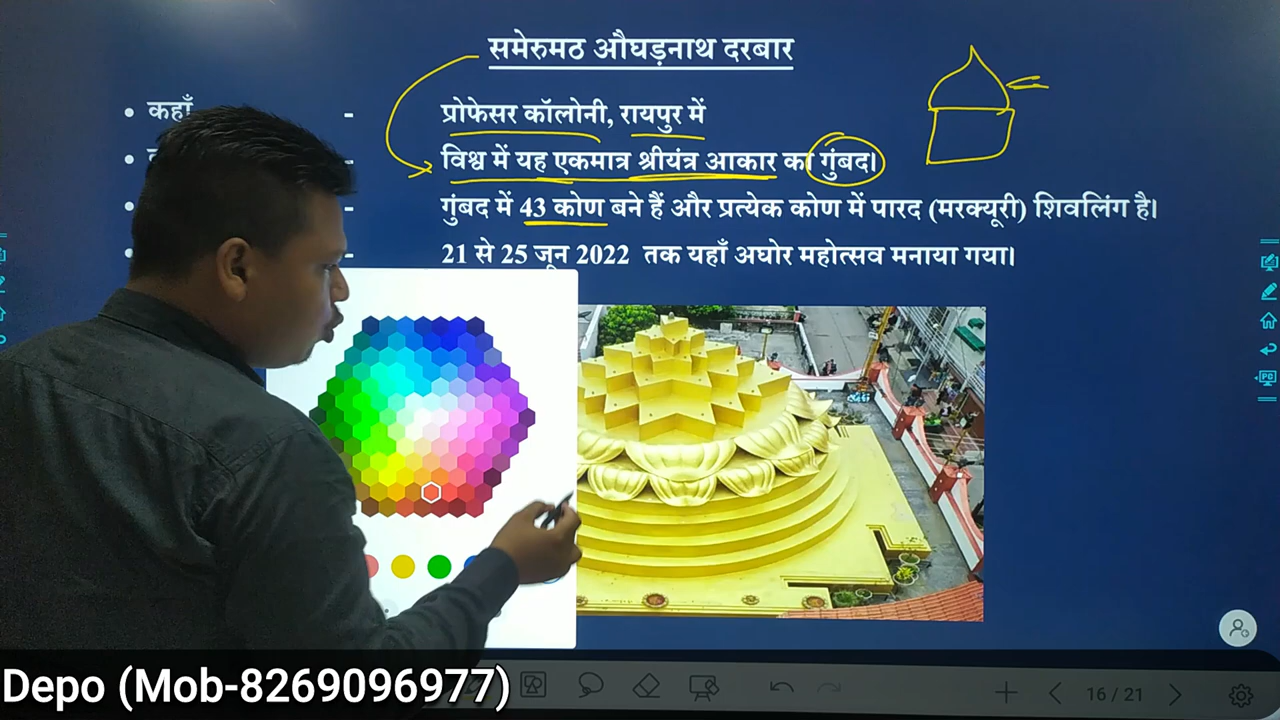 समेरुमठ औघड़नाथ दरबार
• कहाँ - प्रोफेसर कॉलोनी, रायपुर में
- विश्व में यह एकमात्र श्रीयंत्र आकार का गुंबद।
- गुंबद में 43 कोण बने हैं और प्रत्येक कोण में पारद (मरक्यूरी) शिवलिंग है।
- 21 से 25 जून 2022 तक यहाँ अघोर महोत्सव मनाया गया।
PC
Depo (Mob-8269096977)
16 / 21